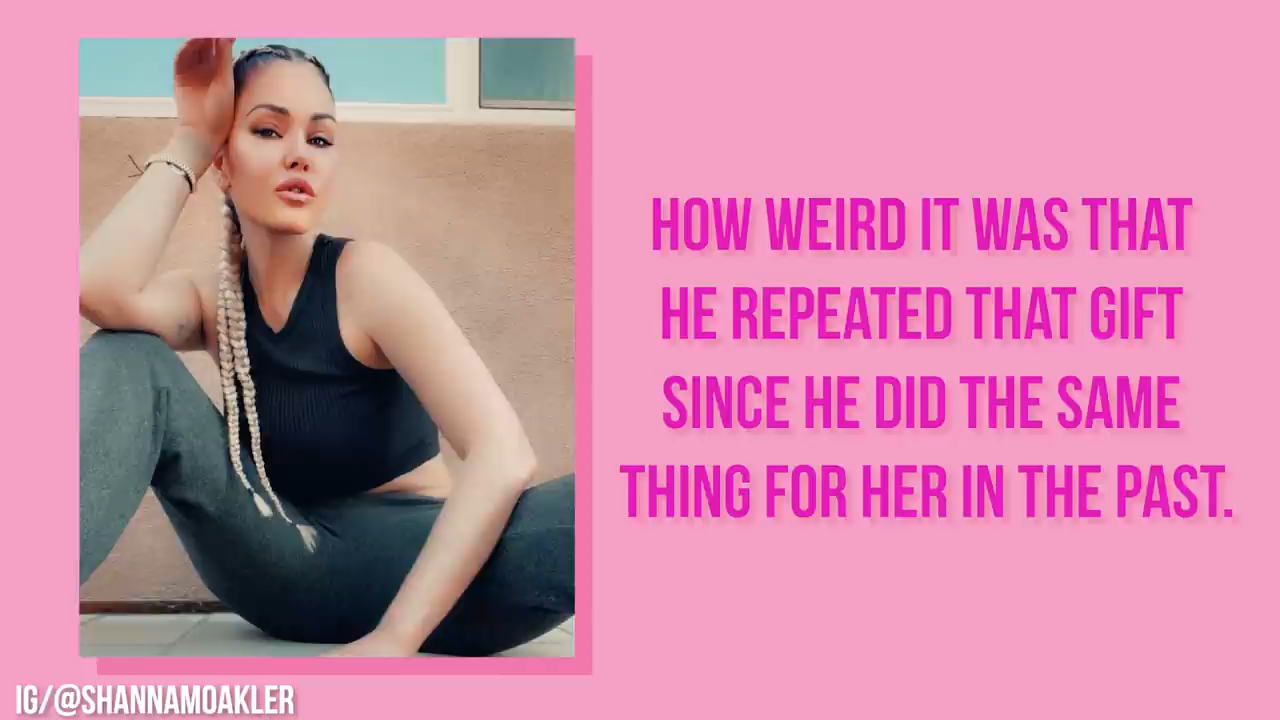 HOW WEIRD IT WAS THAT
HE REPEATED THAT GIFT
SINCE HE DID THE SAME
THING FOR HER IN THE PAST.
IG/@SHANNAMOAKLER